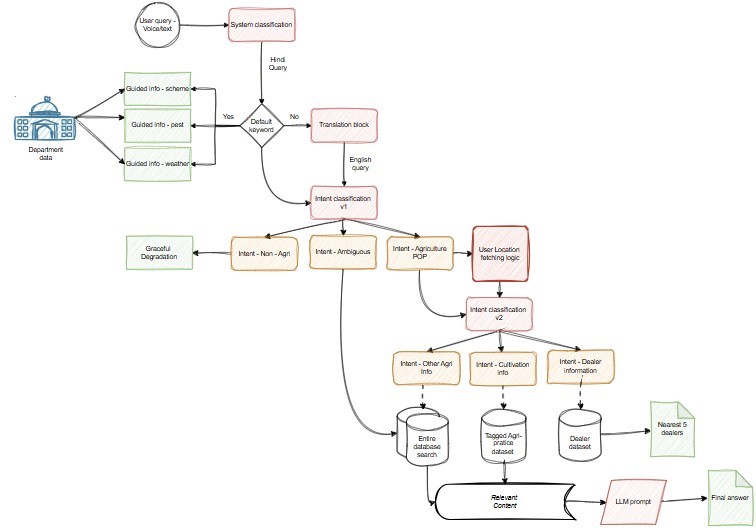 User query -
Voice/text
System classification
Hindi
Query
Guided info - scheme
Yes
Default
keyword
No
Translation block
Guided info - pest
Department
data
Guided info - weather
English
query
Intent classification
v1
Graceful
Degradation
Intent - Non - Agri
Intent - Ambiguous
Intent - Agriculture
POP
User Location
fetching logic
Intent classification
v2
Intent - Other Agri
Info
Intent - Cultivation
info
Intent - Dealer
information
Entire
database
search
Tagged Agri-
pratice
dataset
Dealer
dataset
Nearest 5
dealers
Relevant
Content
LLM prompt
Final answer